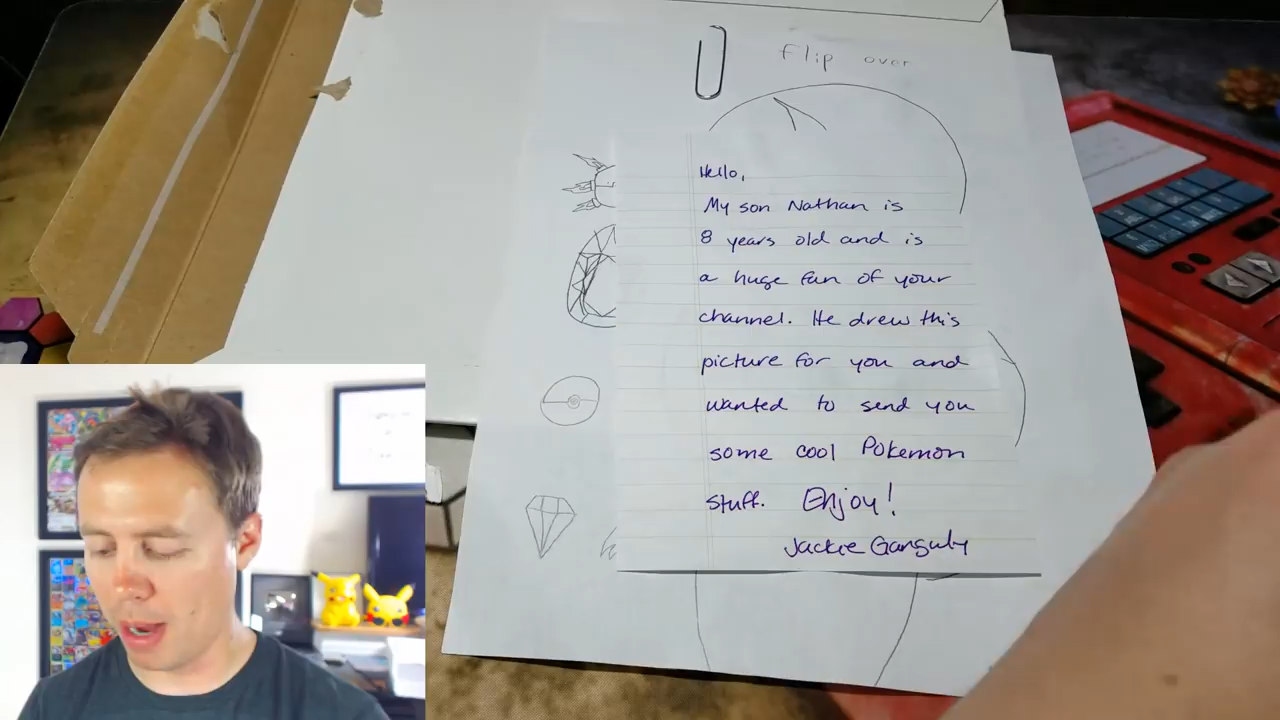 Flip over
Hello,
My son Nathan is
8 years old and is
a huge fan of your
channel. He drew this
picture for you and
wanted to send you
some cool Pokemon
stuff. Enjoy!
Jackie Ganguly